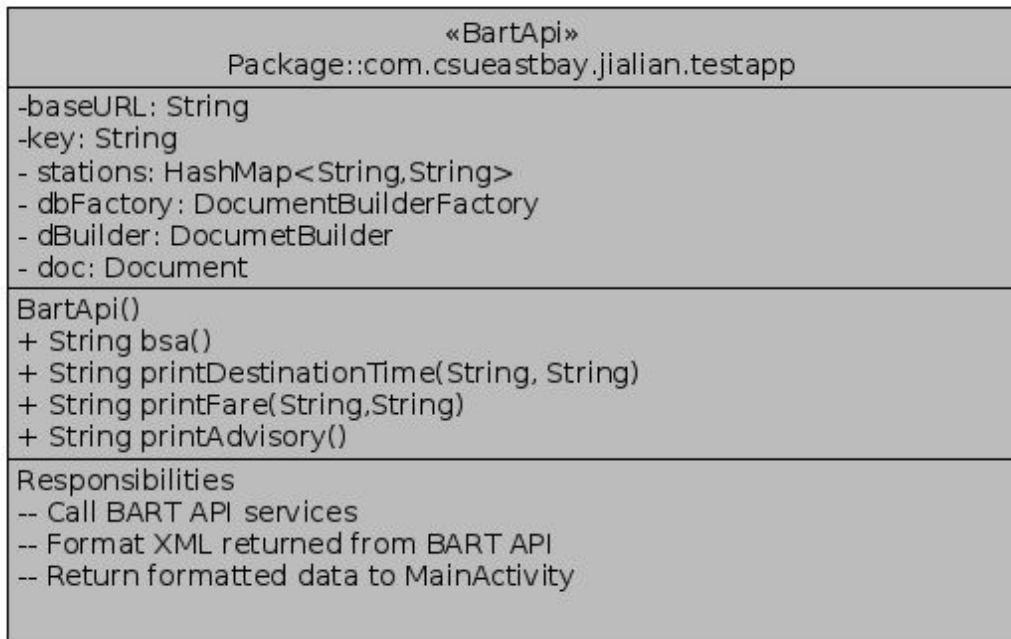 «BartApi»
Package::com.csueastbay.jialian.testapp
-baseURL: String
-key: String
- stations: HashMap<String,String>
- dbFactory: DocumentBuilderFactory
- dBuilder: DocumetBuilder
- doc: Document
BartApi()
+ String bsa()
+ String printDestinationTime(String, String)
+ String printFare(String,String)
+ String printAdvisory()
Responsibilities
-- Call BART API services
-- Format XML returned from BART API
-- Return formatted data to MainActivity